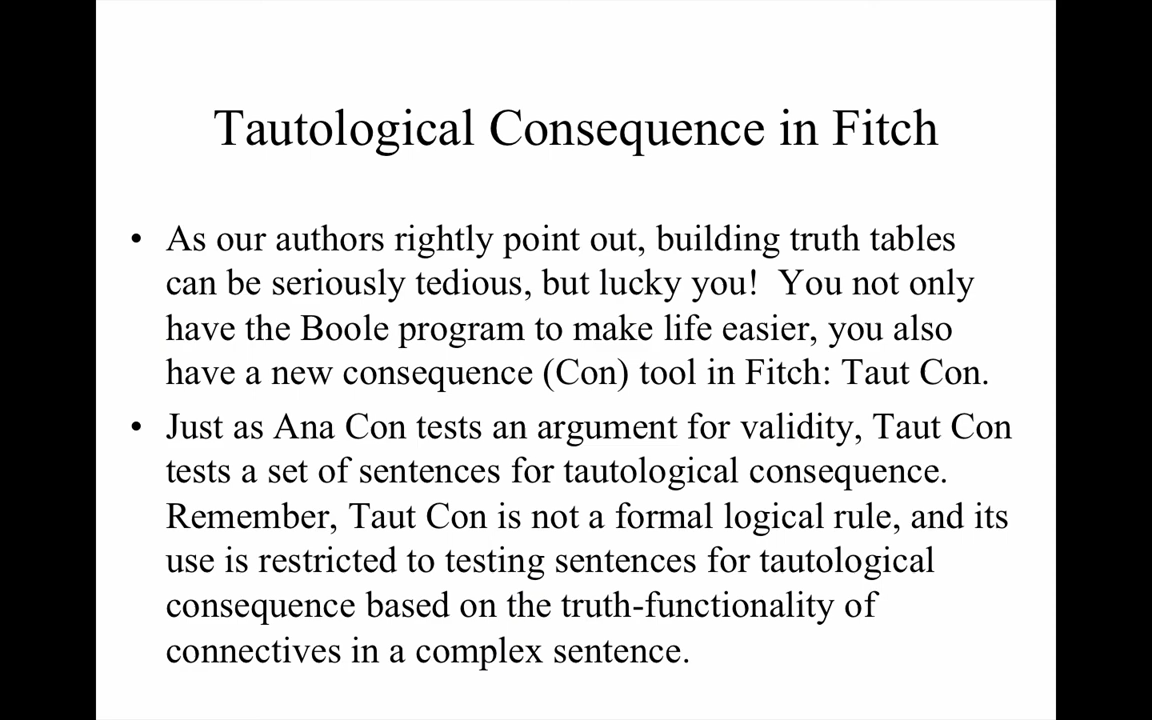 Tautological Consequence in Fitch
• As our authors rightly point out, building truth tables
can be seriously tedious, but lucky you!  You not only
have the Boole program to make life easier, you also
have a new consequence (Con) tool in Fitch: Taut Con.
• Just as Ana Con tests an argument for validity, Taut Con
tests a set of sentences for tautological consequence.
Remember, Taut Con is not a formal logical rule, and its
use is restricted to testing sentences for tautological
consequence based on the truth-functionality of
connectives in a complex sentence.